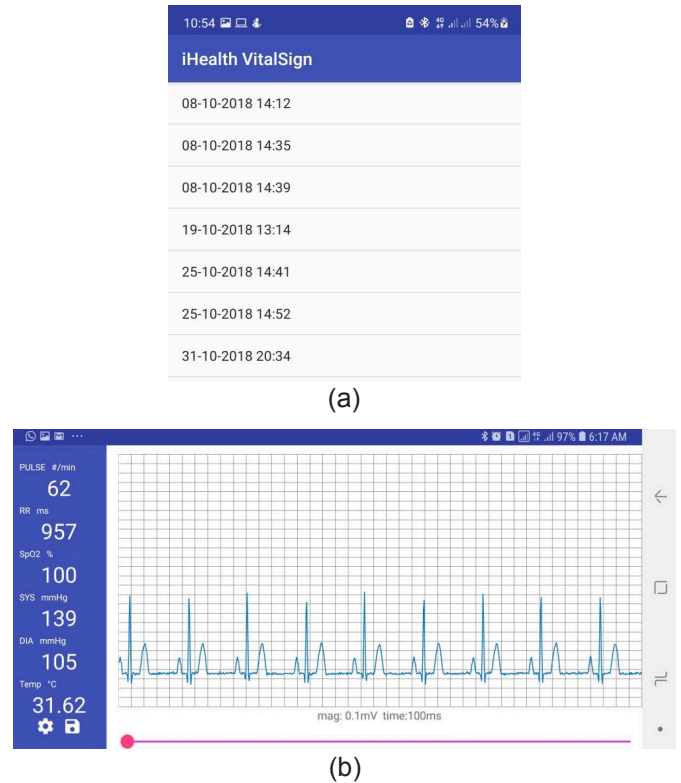 10:54 4G 54%
iHealth VitalSign
08-10-2018 14:12
08-10-2018 14:35
08-10-2018 14:39
19-10-2018 13:14
25-10-2018 14:41
25-10-2018 14:52
31-10-2018 20:34
(a)
4G 97% 6:17 AM
PULSE #/min
62
RR ms
957
SpO2 %
100
SYS mmHg
139
DIA mmHg
105
Temp °C
31.62
mag: 0.1mV time:100ms
(b)